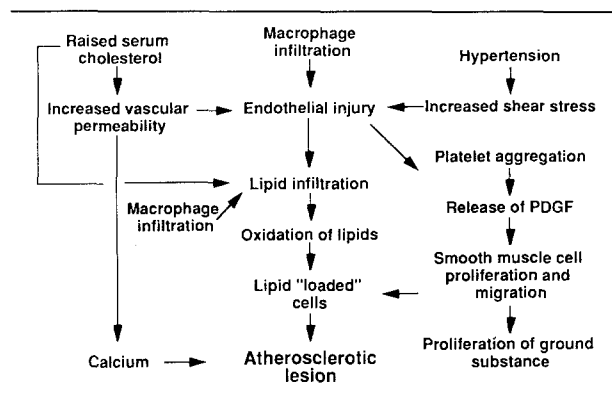 Raised serum
cholesterol
Macrophage
infiltration
Hypertension
Increased vascular
permeability
Endothelial injury
Increased shear stress
Platelet aggregation
Lipid infiltration
Macrophage
infiltration
Release of PDGF
Oxidation of lipids
Smooth muscle cell
proliferation and
migration
Lipid "loaded"
cells
Calcium
Atherosclerotic
lesion
Proliferation of ground
substance